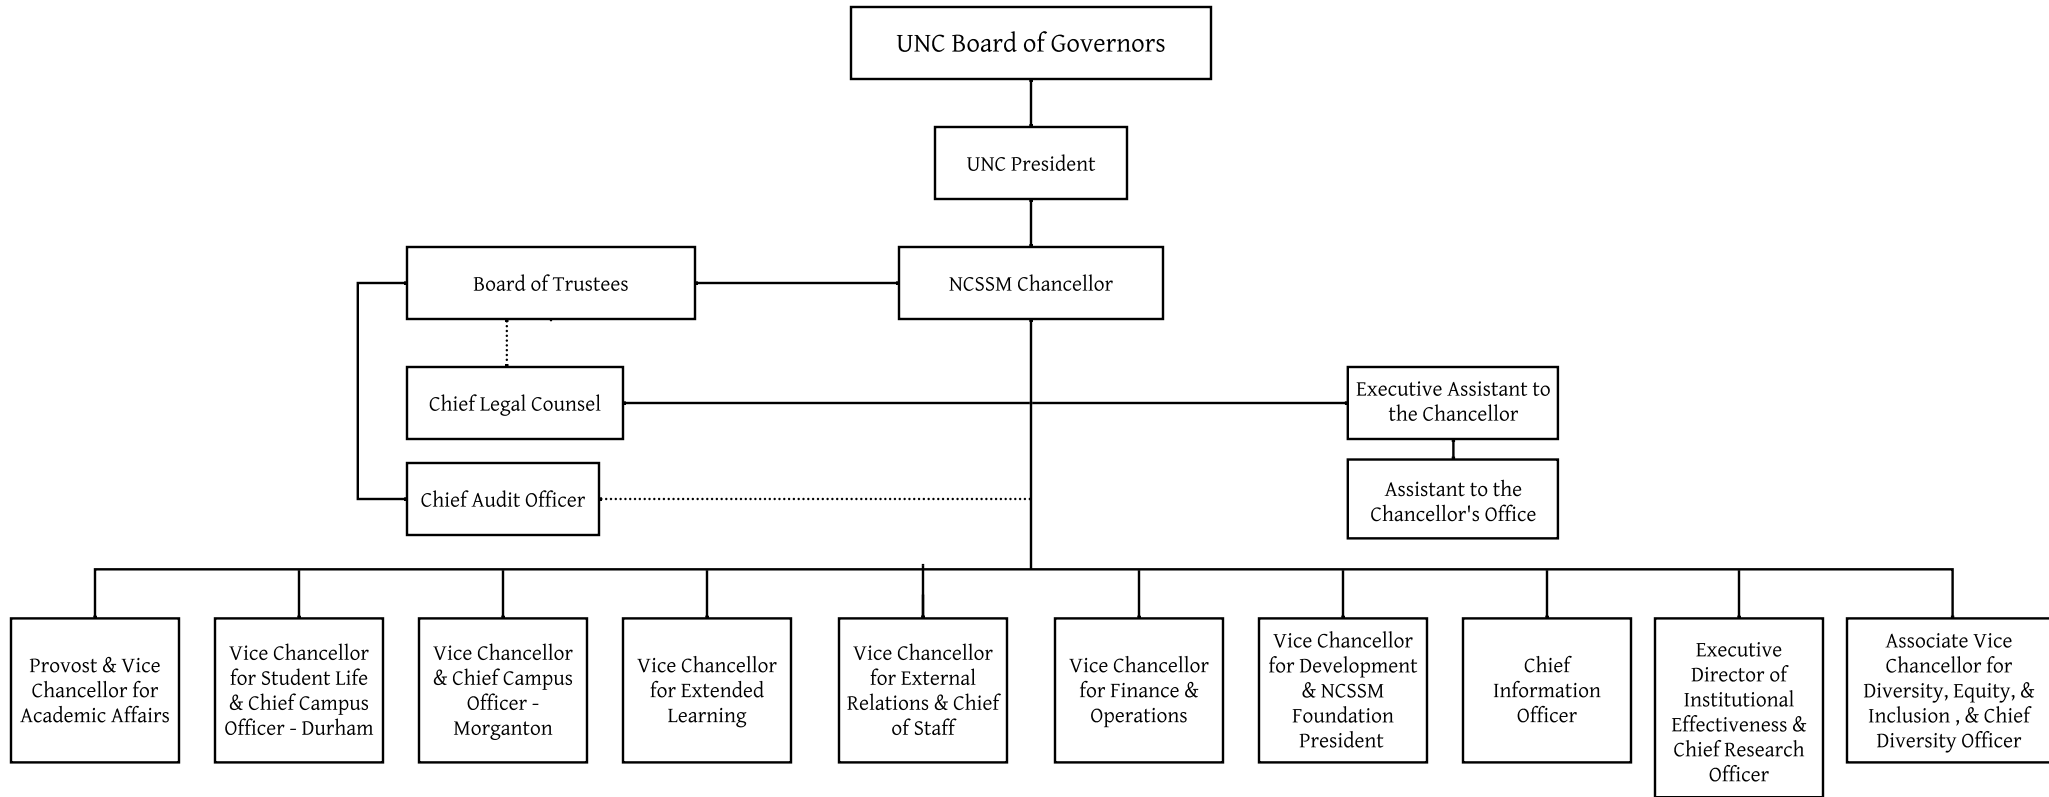 UNC Board of Governors
UNC President
Board of Trustees
NCSSM Chancellor
Chief Legal Counsel
Executive Assistant to
the Chancellor
Chief Audit Officer
Assistant to the
Chancellor's Office
Provost & Vice
Chancellor for
Academic Affairs
Vice Chancellor
for Student Life
& Chief Campus
Officer - Durham
Vice Chancellor
& Chief Campus
Officer -
Morganton
Vice Chancellor
for Extended
Learning
Vice Chancellor
for External
Relations & Chief
of Staff
Vice Chancellor
for Finance &
Operations
Vice Chancellor
for Development
& NCSSM
Foundation
President
Chief
Information
Officer
Executive
Director of
Institutional
Effectiveness &
Chief Research
Officer
Associate Vice
Chancellor for
Diversity, Equity, &
Inclusion , & Chief
Diversity Officer